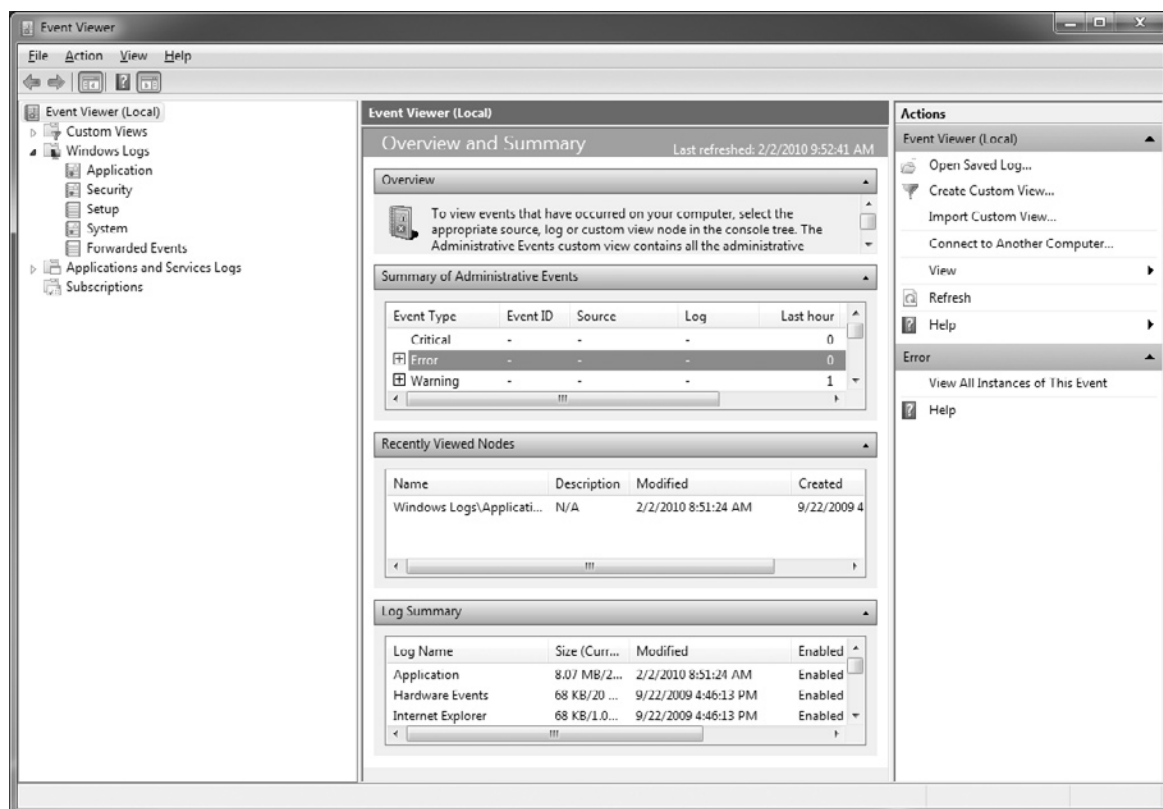 Event Viewer
File Action View Help
Event Viewer (Local)
Custom Views
Windows Logs
Application
Security
Setup
System
Forwarded Events
Applications and Services Logs
Subscriptions
Event Viewer (Local)
Overview and Summary Last refreshed: 2/2/2010 9:52:41 AM
Overview
To view events that have occurred on your computer, select the
appropriate source, log or custom view node in the console tree. The
Administrative Events custom view contains all the administrative
Summary of Administrative Events
Event Type Event ID Source Log Last hour
Critical - - - 0
Error - - - 0
Warning - - - 1
Recently Viewed Nodes
Name Description Modified Created
Windows Logs\Applicati... N/A 2/2/2010 8:51:24 AM 9/22/2009 4
Log Summary
Log Name Size (Curr... Modified Enabled
Application 8.07 MB/2... 2/2/2010 8:51:24 AM Enabled
Hardware Events 68 KB/20 ... 9/22/2009 4:46:13 PM Enabled
Internet Explorer 68 KB/1.0... 9/22/2009 4:46:13 PM Enabled
Actions
Event Viewer (Local)
Open Saved Log...
Create Custom View...
Import Custom View...
Connect to Another Computer...
View
Refresh
Help
Error
View All Instances of This Event
Help